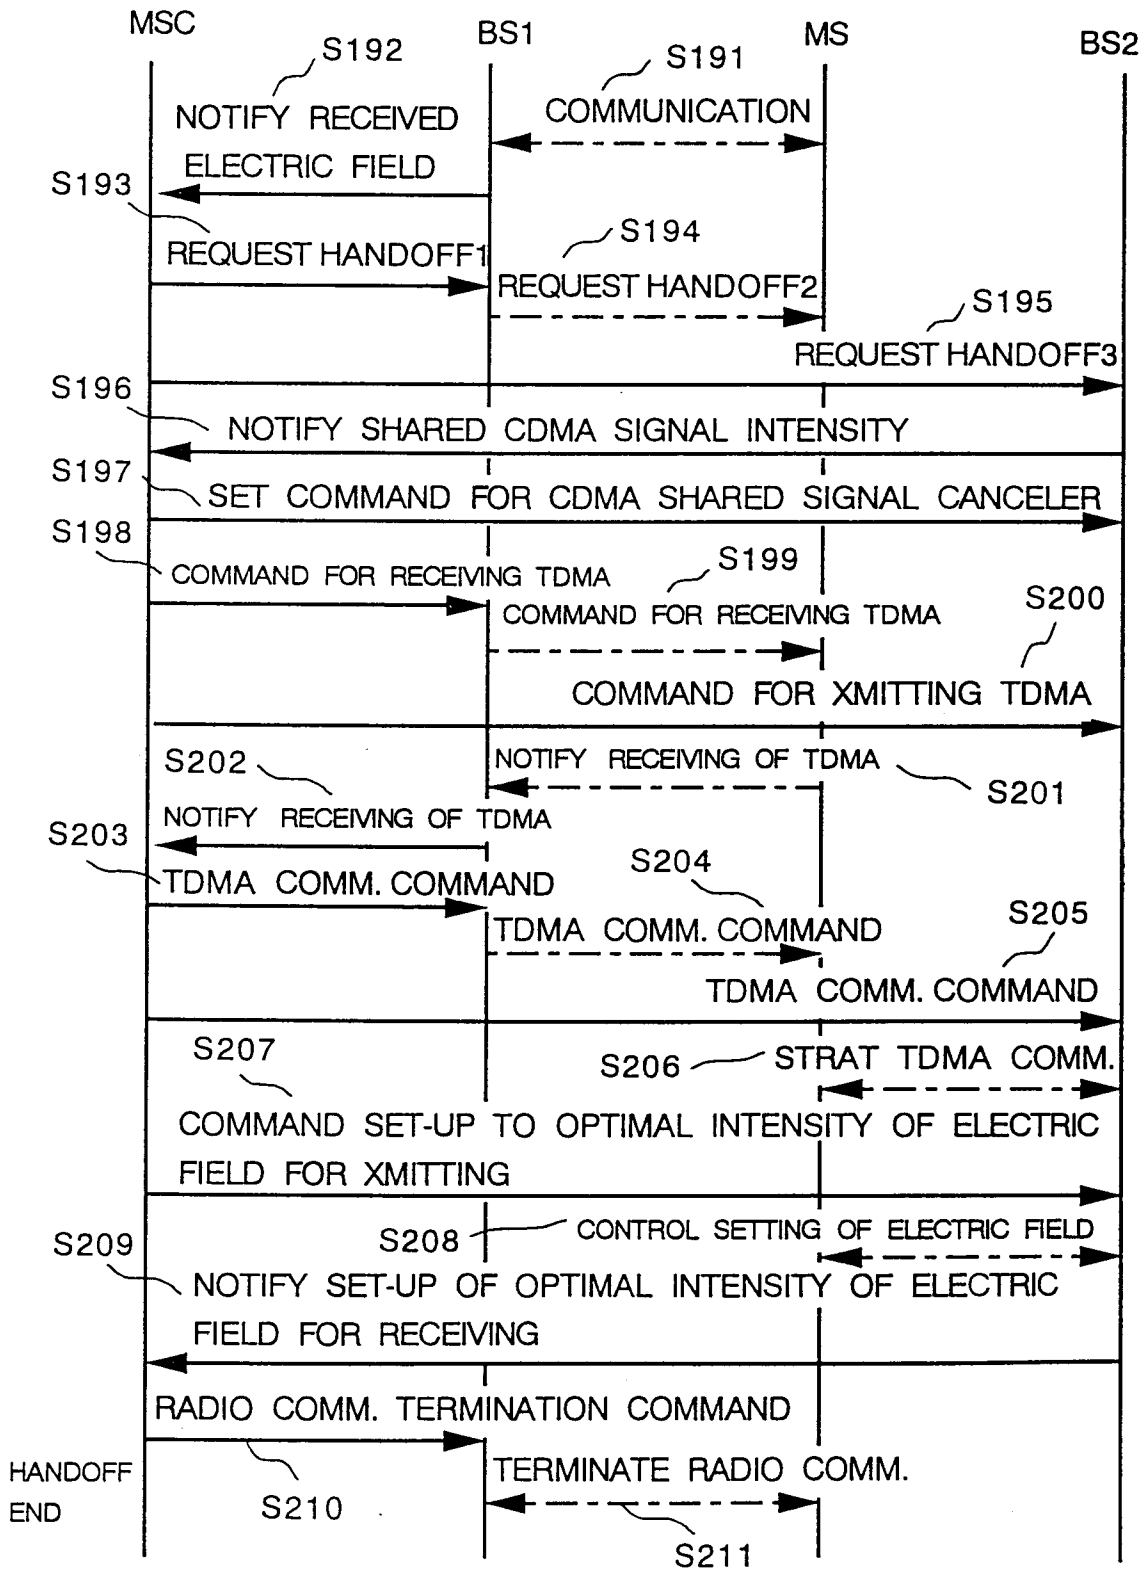 MSC
BS1
MS
BS2
S192
S191
NOTIFY RECEIVED
ELECTRIC FIELD
COMMUNICATION
S193
REQUEST HANDOFF1
S194
REQUEST HANDOFF2
S195
REQUEST HANDOFF3
S196
NOTIFY SHARED CDMA SIGNAL INTENSITY
S197
SET COMMAND FOR CDMA SHARED SIGNAL CANCELER
S198
COMMAND FOR RECEIVING TDMA
S199
COMMAND FOR RECEIVING TDMA
S200
COMMAND FOR XMITTING TDMA
NOTIFY RECEIVING OF TDMA
S201
S202
NOTIFY RECEIVING OF TDMA
S203
TDMA COMM. COMMAND
S204
TDMA COMM. COMMAND
S205
TDMA COMM. COMMAND
S206
STRAT TDMA COMM.
S207
COMMAND SET-UP TO OPTIMAL INTENSITY OF ELECTRIC
FIELD FOR XMITTING
S208
CONTROL SETTING OF ELECTRIC FIELD
S209
NOTIFY SET-UP OF OPTIMAL INTENSITY OF ELECTRIC
FIELD FOR RECEIVING
RADIO COMM. TERMINATION COMMAND
S210
HANDOFF
END
TERMINATE RADIO COMM.
S211